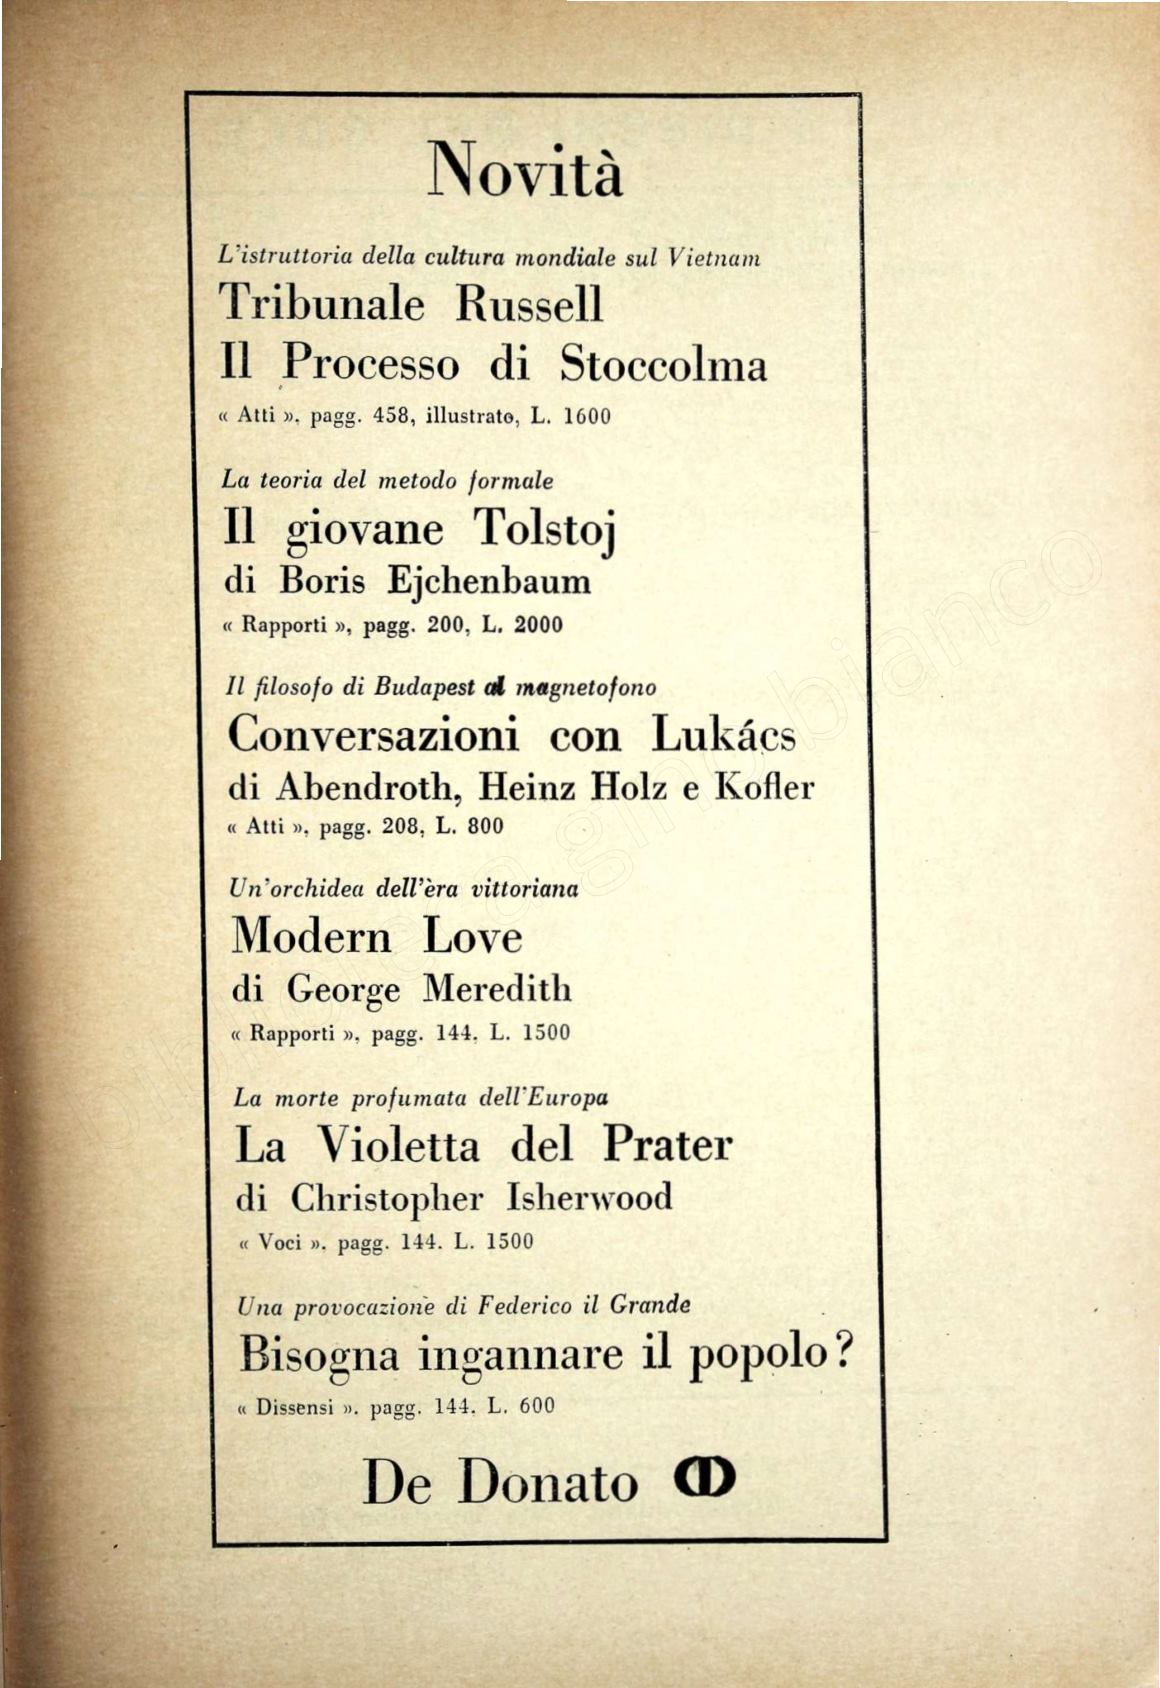 Novità
L'istruttoria della cultura mondiale sul Vietnam
Tribunale Russell
Il Processo di Stoccolma
« Atti », pagg. 458, illustrato, L. 1600
La teoria del metodo formale
Il giovane Tolstoj
di Boris Ejchenbaum
« Rapporti », pagg. 200, L. 2000
Il filosofo di Budapest al magnetofono
Conversazioni con Lukács
di Abendroth, Heinz Holz e Kofler
« Atti », pagg. 208, L. 800
Un'orchidea dell'èra vittoriana
Modern Love
di George Meredith
« Rapporti », pagg. 144, L. 1500
La morte profumata dell'Europa
La Violetta del Prater
di Christopher Isherwood
« Voci », pagg. 144. L. 1500
Una provocazione di Federico il Grande
Bisogna ingannare il popolo?
« Dissensi ». pagg. 144. L. 600
De Donato